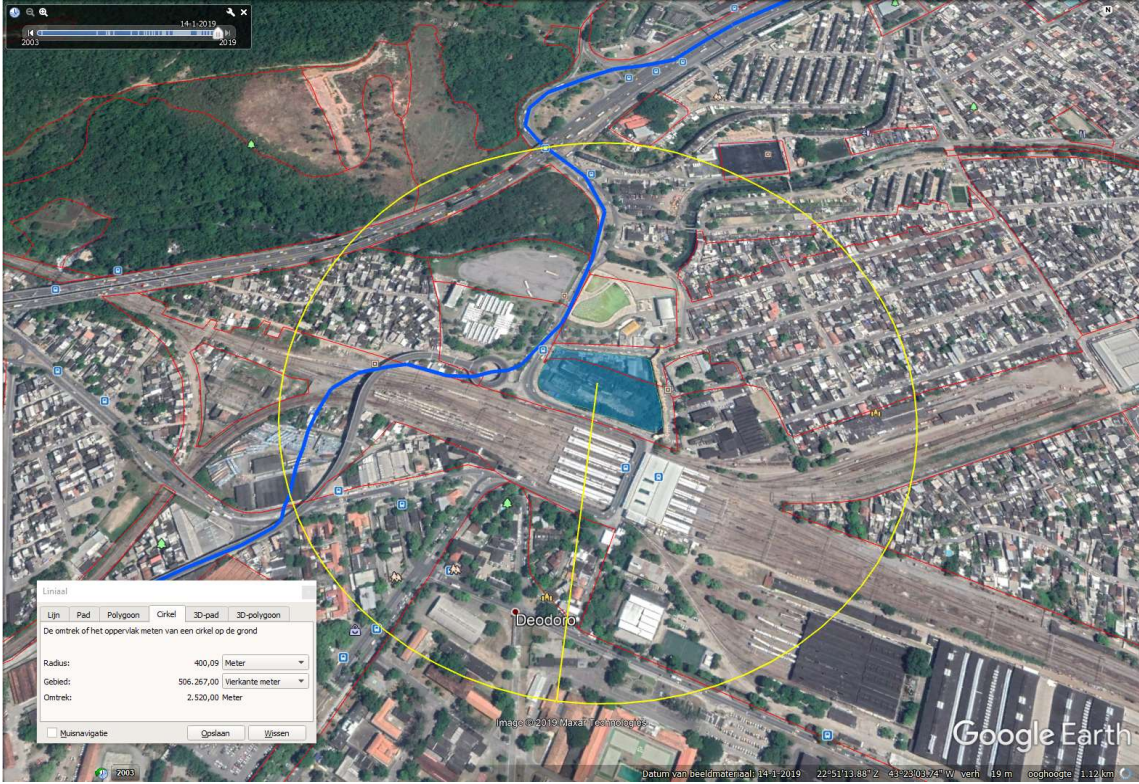 14-1-2019
2003
2019
N
Liniaal
Lijn Pad Polygoon Cirkel 3D-pad 3D-polygoon
De omtrek of het oppervlak meten van een cirkel op de grond
Radius: 400,09 Meter
Gebied: 506.267,00 Vierkante meter
Omtrek: 2.520,00 Meter
Muisnavigatie Opslaan Wissen
Deodoro
Image © 2019 Maxar Technologies
Google Earth
2003
Datum van beeldmateriaal: 14-1-2019 22°51'13.88" Z 43°23'03.74" W verh 19 m ooghoogte 1.12 km